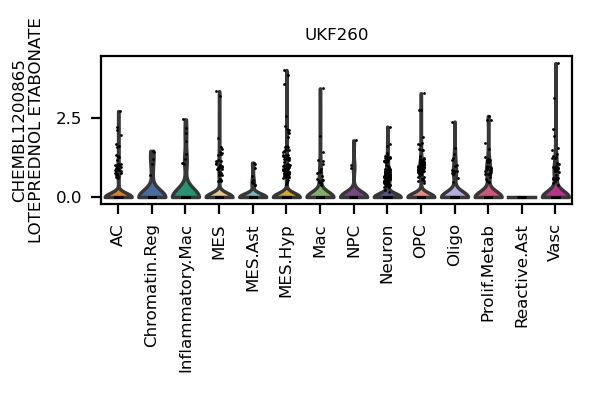 UKF260
CHEMBL1200865
LOTEPREDNOL ETABONATE
2.5
0.0
AC
Chromatin.Reg
Inflammatory.Mac
MES
MES.Ast
MES.Hyp
Mac
NPC
Neuron
OPC
Oligo
Prolif.Metab
Reactive.Ast
Vasc